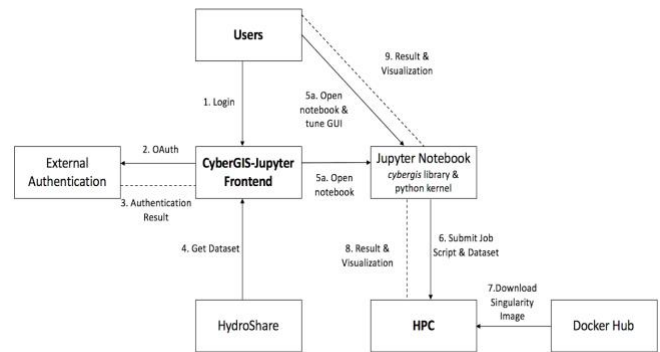 Users
9. Result &
Visualization
1. Login
5a. Open
notebook &
tune GUI
External
Authentication
2. OAuth
3. Authentication
Result
CyberGIS-Jupyter
Frontend
5a. Open
notebook
Jupyter Notebook
cybergis library &
python kernel
4. Get Dataset
8. Result &
Visualization
6. Submit Job
Script & Dataset
7.Download
Singularity
Image
HydroShare
HPC
Docker Hub